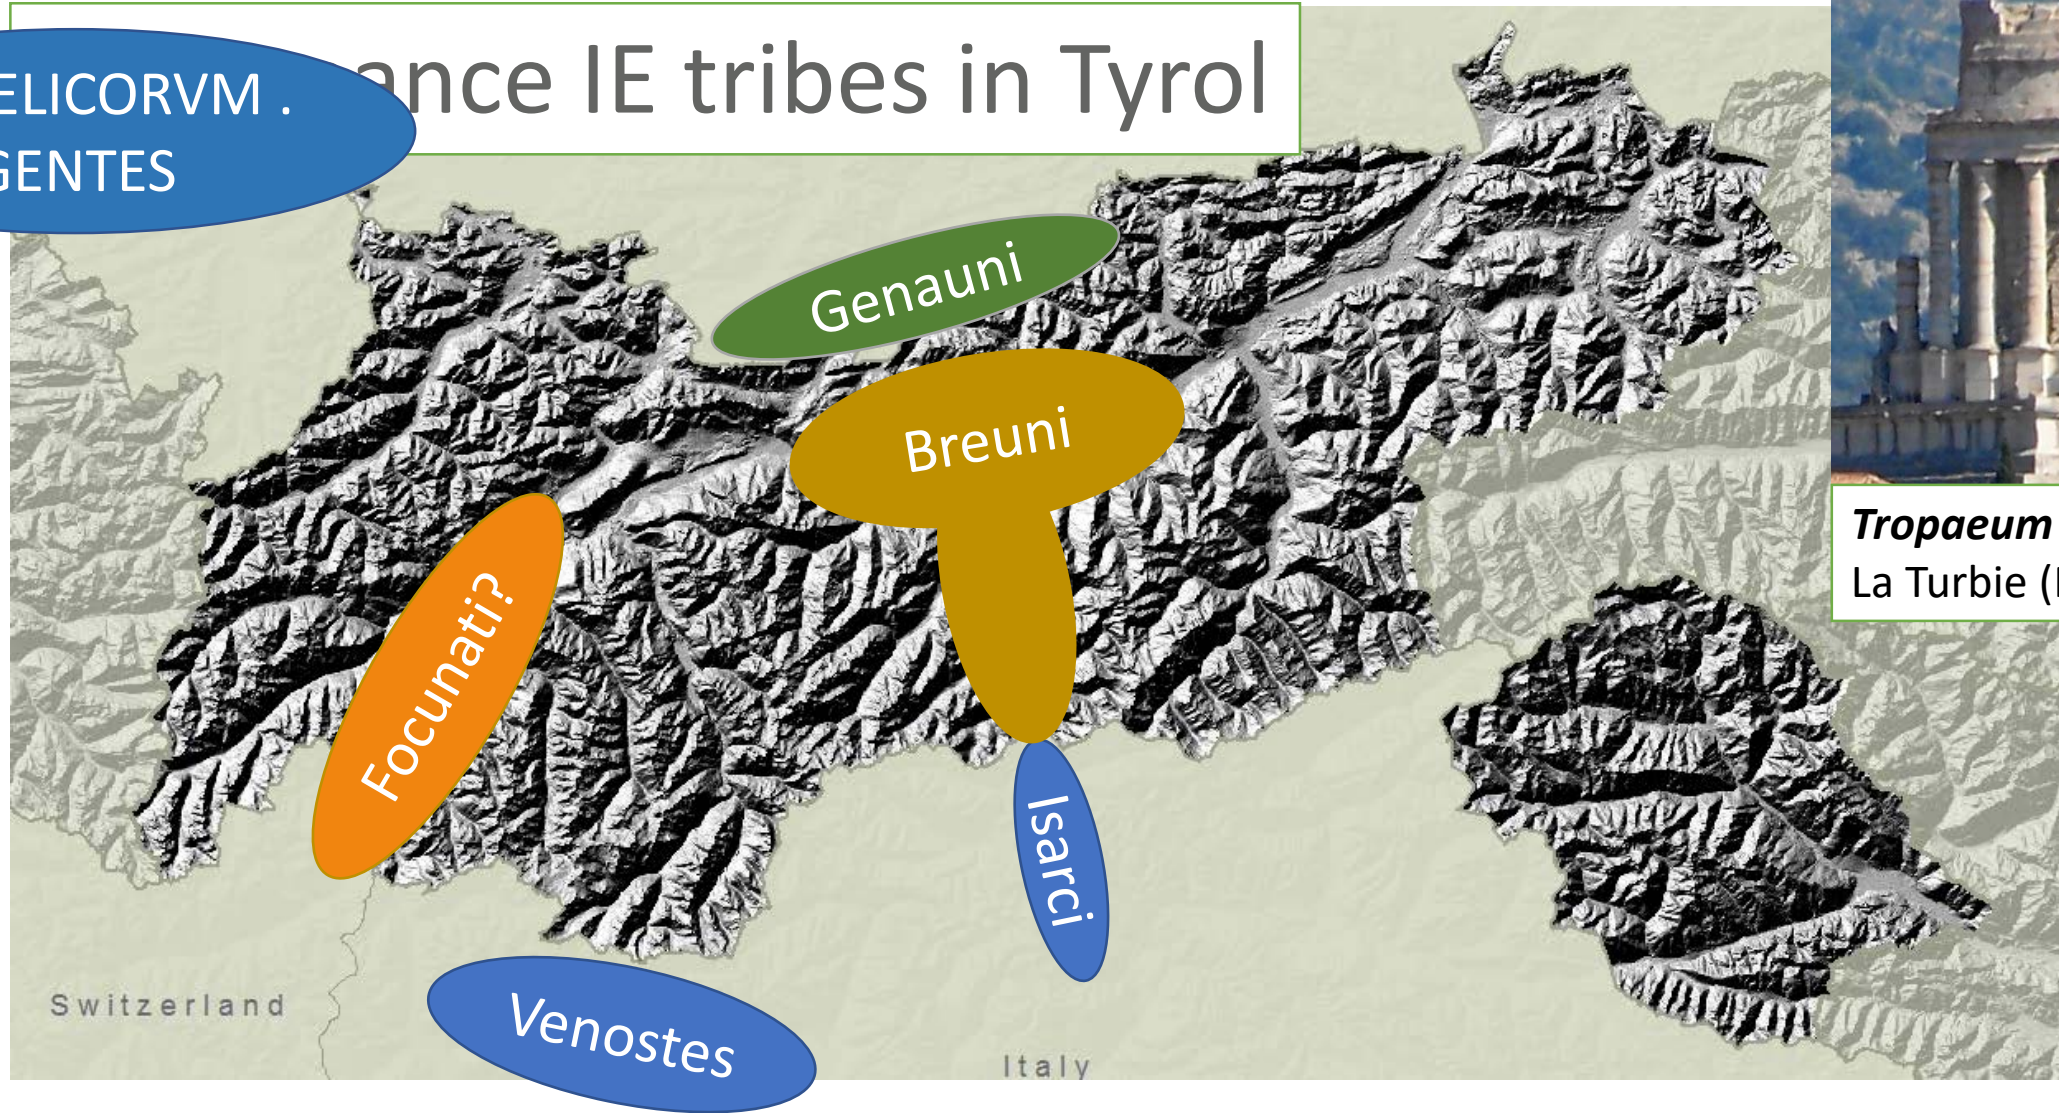 ELICORVM .
GENTES
ance IE tribes in Tyrol
Genauni
Breuni
Tropaeum
La Turbie (
Focunati?
Isarci
Venostes
Switzerland
Italy